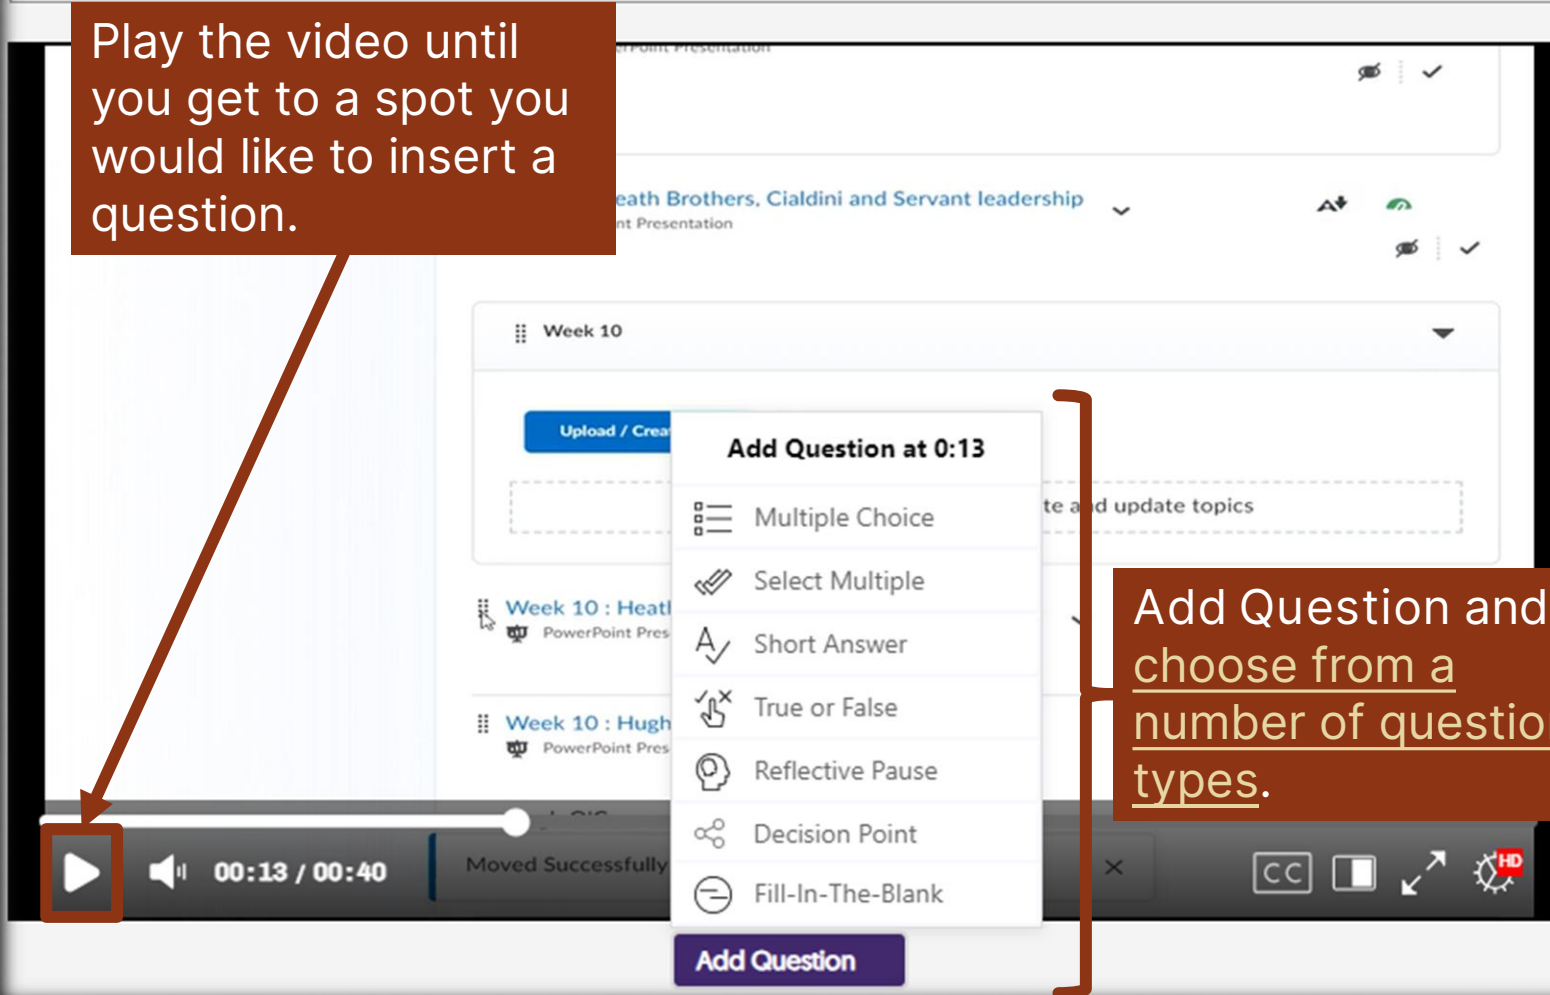 Play the video until
you get to a spot you
would like to insert a
question.
PowerPoint Presentation
eath Brothers, Cialdini and Servant leadership
nt Presentation
Week 10
Upload / Crea
te and update topics
Add Question at 0:13
Multiple Choice
Select Multiple
Short Answer
True or False
Reflective Pause
Decision Point
Fill-In-The-Blank
Add Question
Week 10 : Heat
PowerPoint Pres
Week 10 : Hugh
PowerPoint Pres
Add Question and
choose from a
number of question
types.
00:13 / 00:40
Moved Successfully
CC
HD